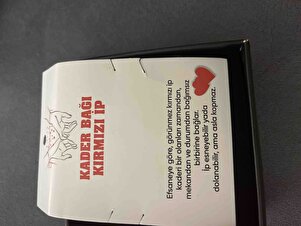 KADER BAĞI
KIRMIZI İP
Efsaneye göre, görünmez kırmızı ip
kaderi bir olanları zamandan,
mekandan ve durumdan bağımsız
birbirine bağlar.
İp esneyebilir yada
dolanabilir, ama asla kopmaz.